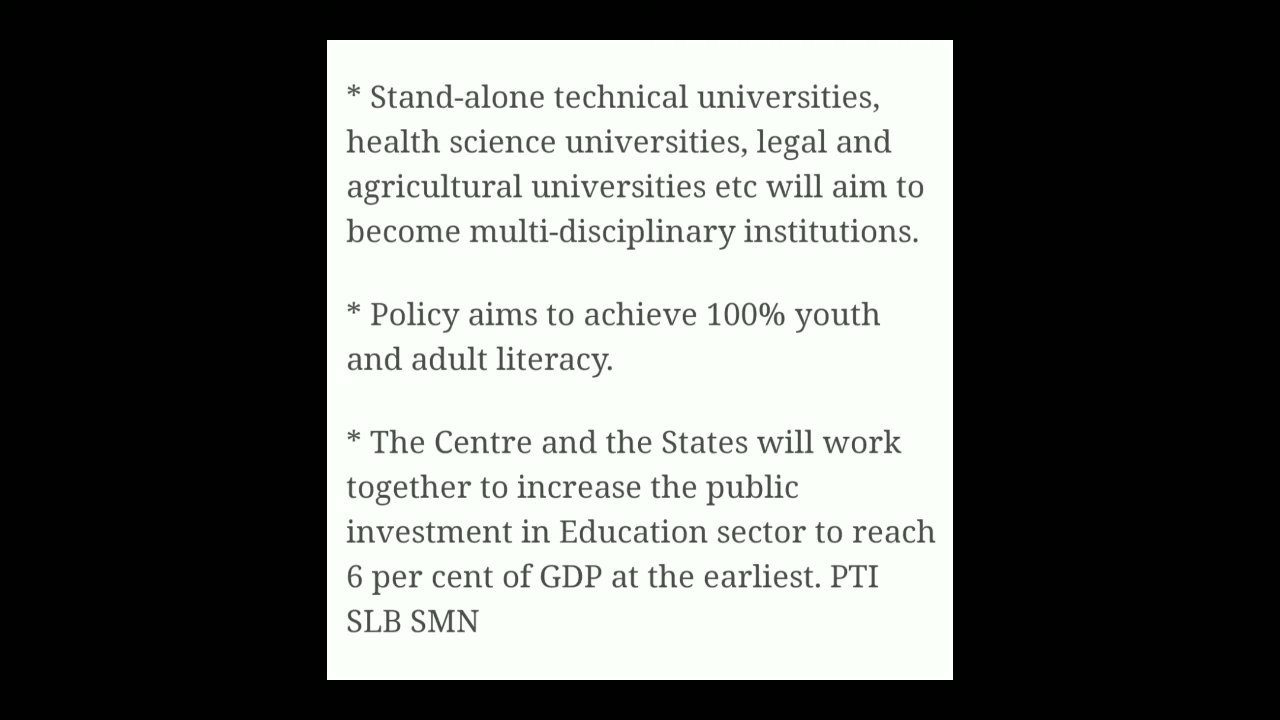 * Stand-alone technical universities,
health science universities, legal and
agricultural universities etc will aim to
become multi-disciplinary institutions.
* Policy aims to achieve 100% youth
and adult literacy.
* The Centre and the States will work
together to increase the public
investment in Education sector to reach
6 per cent of GDP at the earliest. PTI
SLB SMN